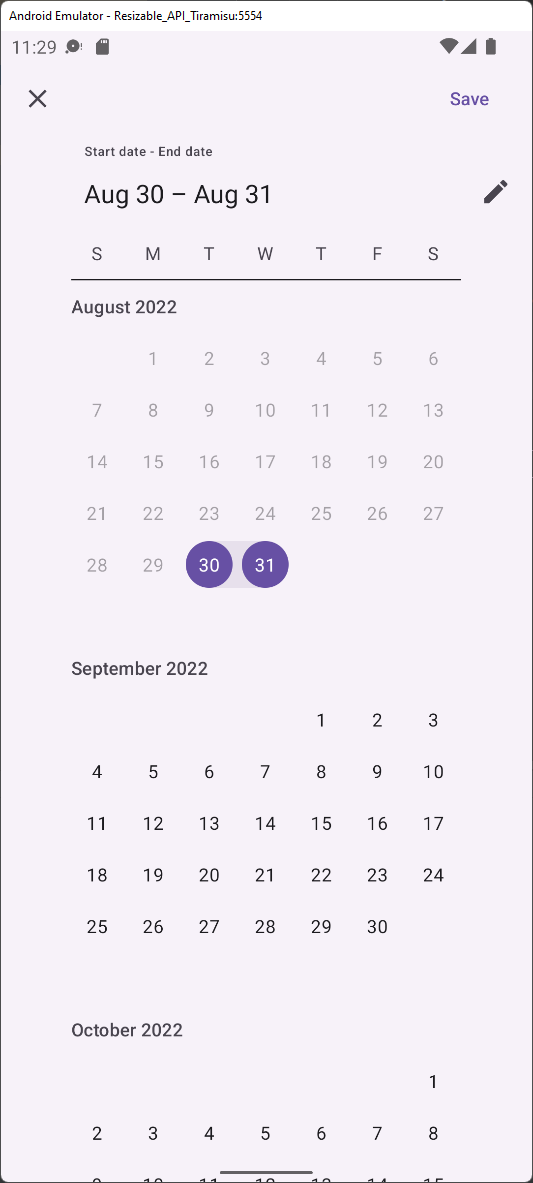 Android Emulator - Resizable_API_Tiramisu:5554
11:29
Save
Start date - End date
Aug 30 – Aug 31
S M T W T F S
August 2022
1 2 3 4 5 6
7 8 9 10 11 12 13
14 15 16 17 18 19 20
21 22 23 24 25 26 27
28 29 30 31
September 2022
1 2 3
4 5 6 7 8 9 10
11 12 13 14 15 16 17
18 19 20 21 22 23 24
25 26 27 28 29 30
October 2022
1
2 3 4 5 6 7 8